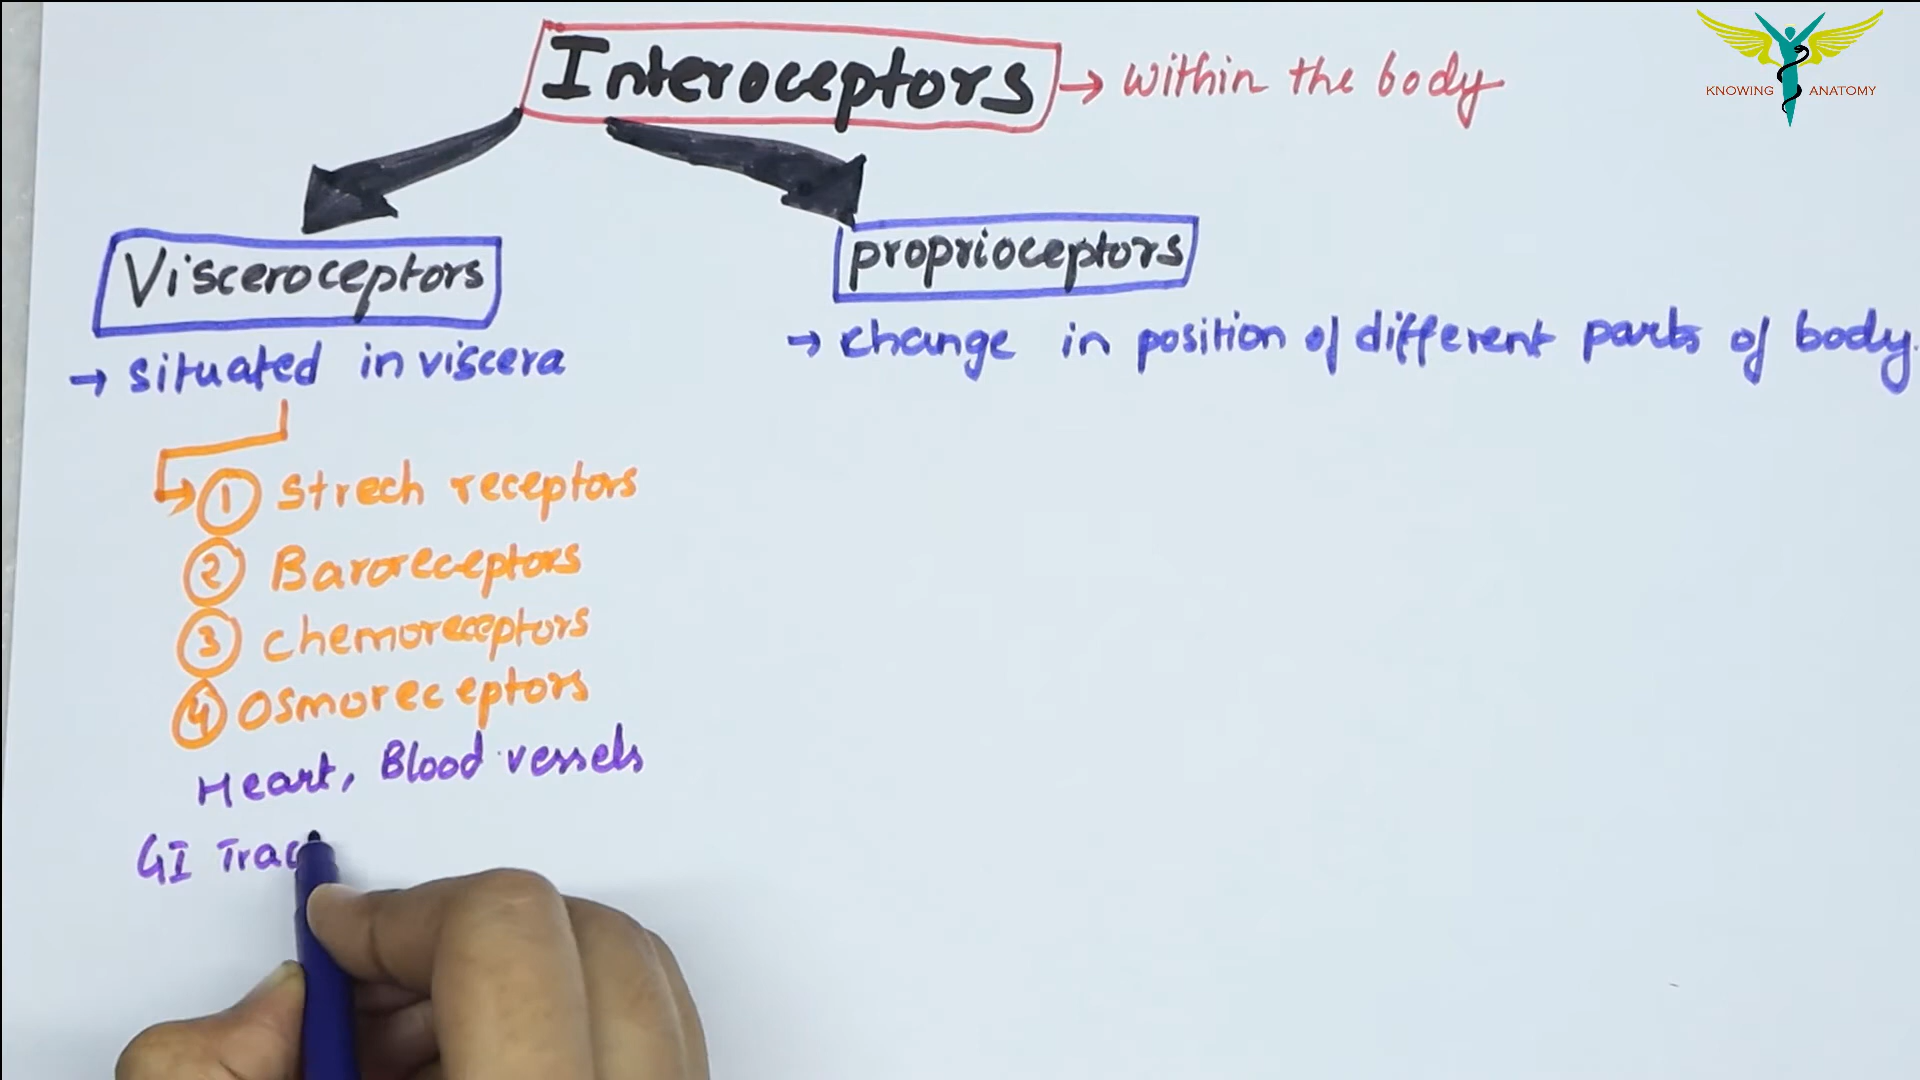 Interoceptors → within the body
KNOWING ANATOMY
Visceroceptors
proprioceptors
→ situated in viscera
→ change in position of different parts of body.
1 Strech receptors
2 Baroreceptors
3 chemoreceptors
4 Osmoreceptors
Heart, Blood vessels
GI Trac